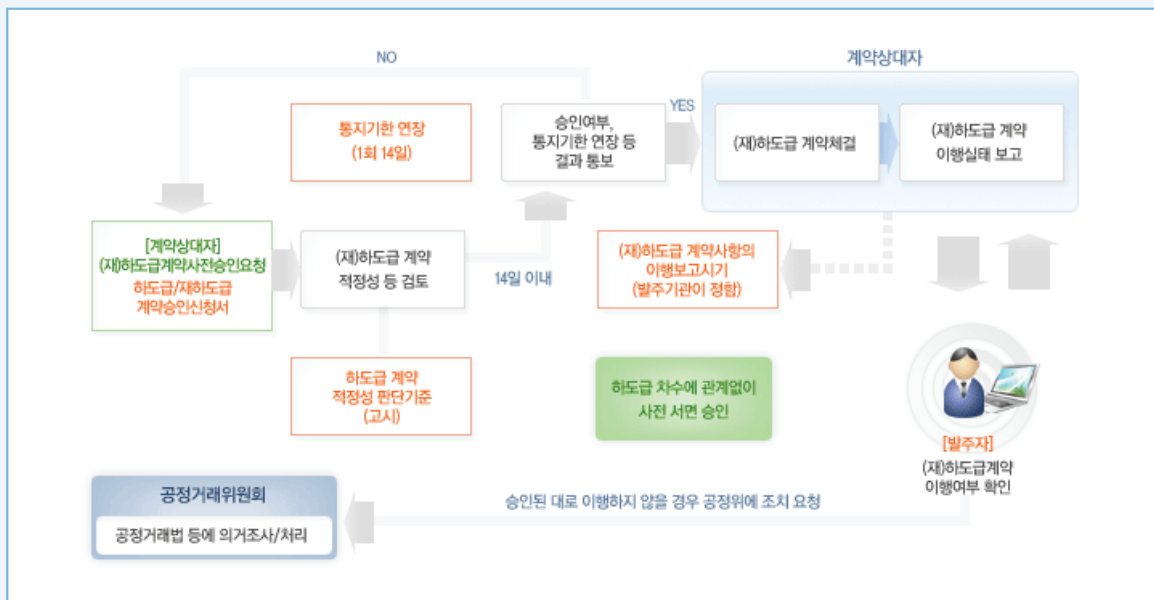 NO
계약상대자
통지기한 연장
(1회 14일)
승인여부,
통지기한 연장 등
결과 통보
YES
(재)하도급 계약체결
(재)하도급 계약
이행실태 보고
[계약상대자]
(재)하도급계약사전승인요청
하도급/재하도급
계약승인신청서
(재)하도급 계약
적정성 등 검토
14일 이내
(재)하도급 계약사항의
이행보고시기
(발주기관이 정함)
하도급 계약
적정성 판단기준
(고시)
하도급 차수에 관계없이
사전 서면 승인
[발주자]
(재)하도급계약
이행여부 확인
공정거래위원회
공정거래법 등에 의거조사/처리
승인된 대로 이행하지 않을 경우 공정위에 조치 요청